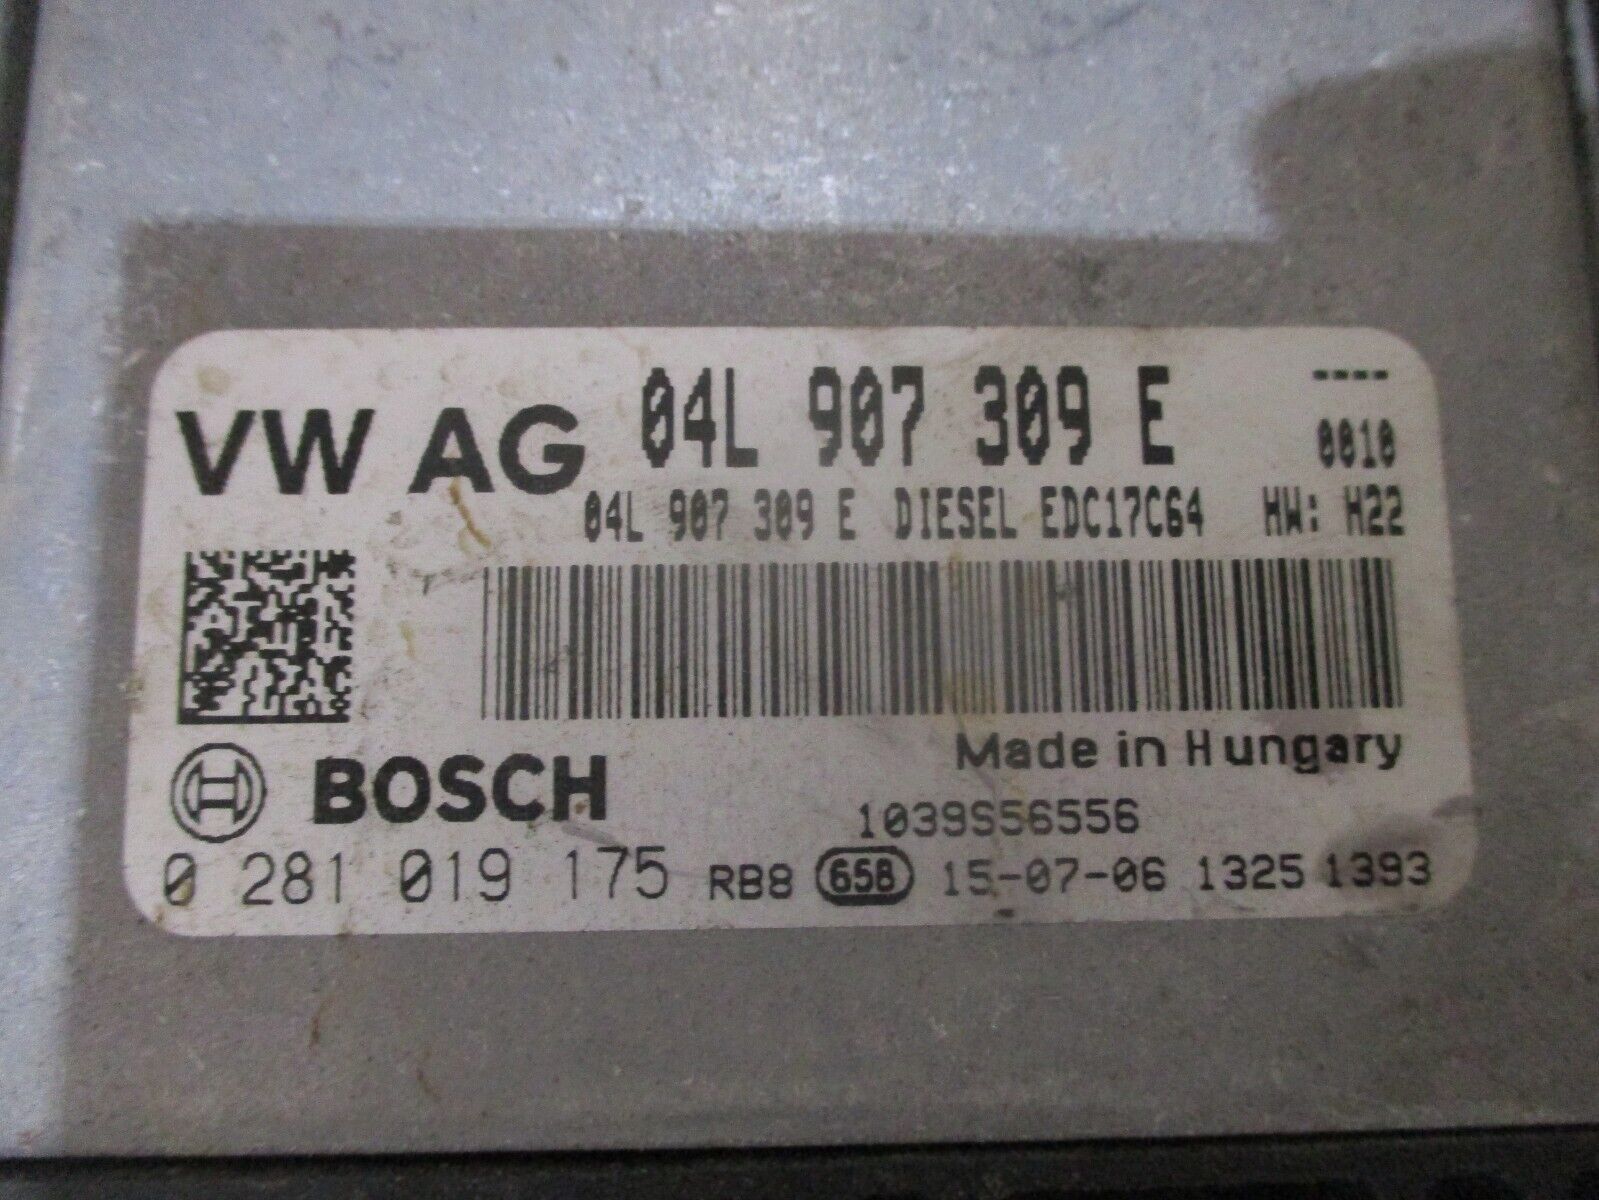 VW AG 04L 907 309 E ----
0010
04L 907 309 E DIESEL EDC17C64 HW: H22
Made in Hungary
BOSCH
1039S56556
0 281 019 175 RB8 65B 15-07-06 1325 1393